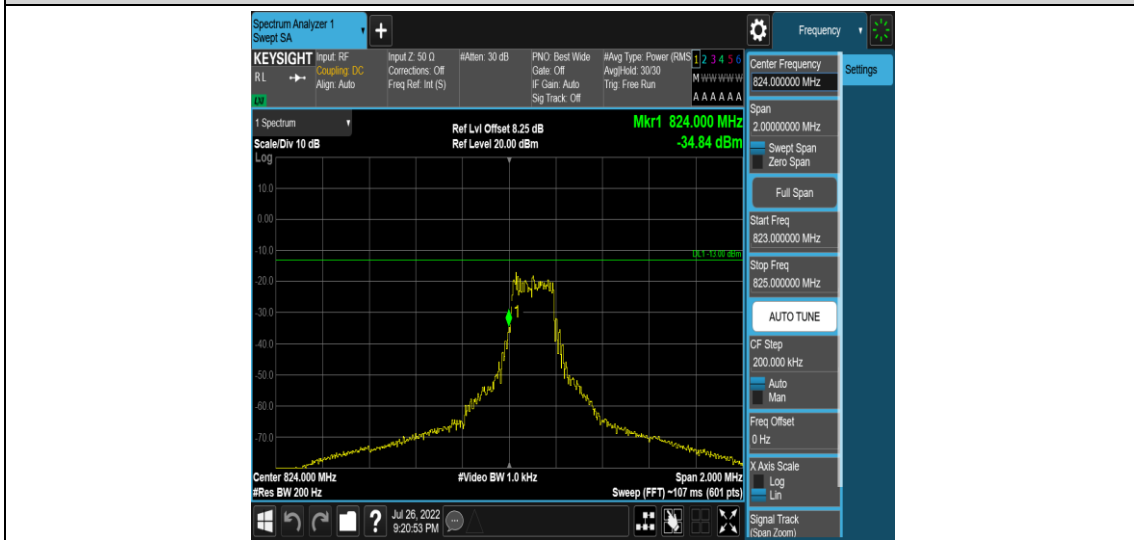 Spectrum Analyzer 1
Swept SA
+
Frequency
KEYSIGHT
RL
LXI
Input: RF
Coupling: DC
Align: Auto
Input Z: 50 Ω
Corrections: Off
Freq Ref: Int (S)
#Atten: 30 dB
PNO: Best Wide
Gate: Off
IF Gain: Auto
Sig Track: Off
#Avg Type: Power (RMS
Avg|Hold: 30/30
Trig: Free Run
1 2 3 4 5 6
M W W W W W
A A A A A A
1 Spectrum
Scale/Div 10 dB
Log
Ref Lvl Offset 8.25 dB
Ref Level 20.00 dBm
Mkr1 824.000 MHz
-34.84 dBm
10.0
0.00
-10.0
DL1 -13.00 dBm
-20.0
-30.0
1
-40.0
-50.0
-60.0
-70.0
Center 824.000 MHz
#Res BW 200 Hz
#Video BW 1.0 kHz
Span 2.000 MHz
Sweep (FFT) ~107 ms (601 pts)
Center Frequency
824.000000 MHz
Settings
Span
2.00000000 MHz
Swept Span
Zero Span
Full Span
Start Freq
823.000000 MHz
Stop Freq
825.000000 MHz
AUTO TUNE
CF Step
200.000 kHz
Auto
Man
Freq Offset
0 Hz
X Axis Scale
Log
Lin
Signal Track
(Span Zoom)
?
Jul 26, 2022
9:20:53 PM